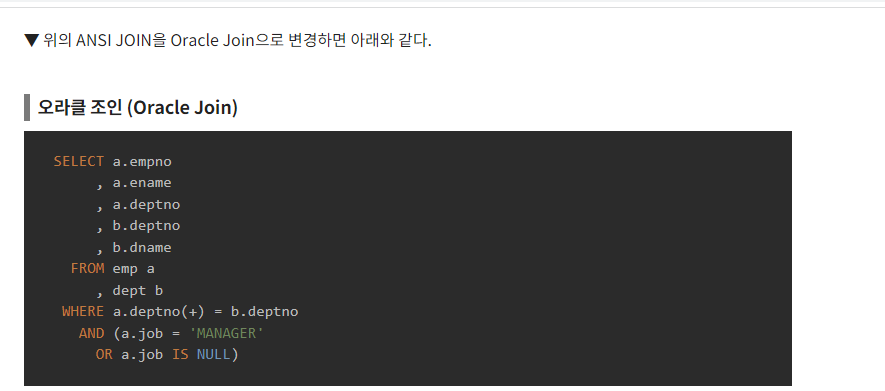 ▼ 위의 ANSI JOIN을 Oracle Join으로 변경하면 아래와 같다.
오라클 조인 (Oracle Join)
SELECT a.empno
     , a.ename
     , a.deptno
     , b.deptno
     , b.dname
  FROM emp a
     , dept b
 WHERE a.deptno(+) = b.deptno
   AND (a.job = 'MANAGER'
     OR a.job IS NULL)